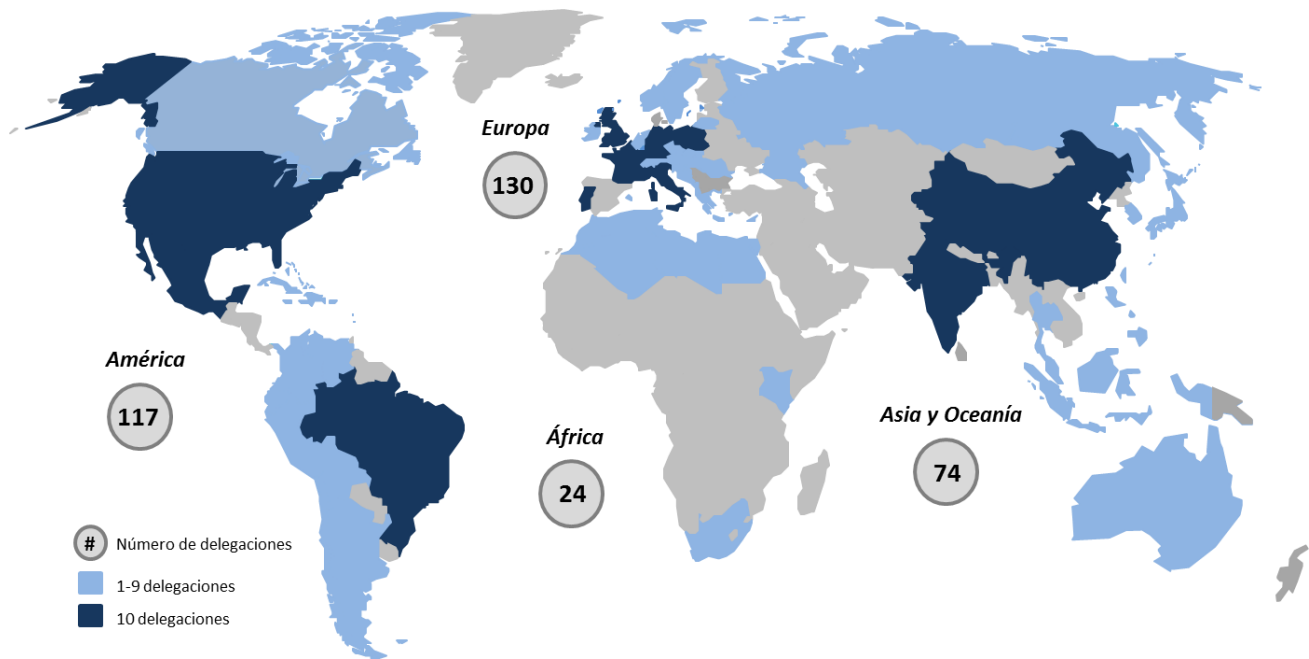 Europa
130
América
117
África
24
Asia y Oceanía
74
# Número de delegaciones
1-9 delegaciones
10 delegaciones